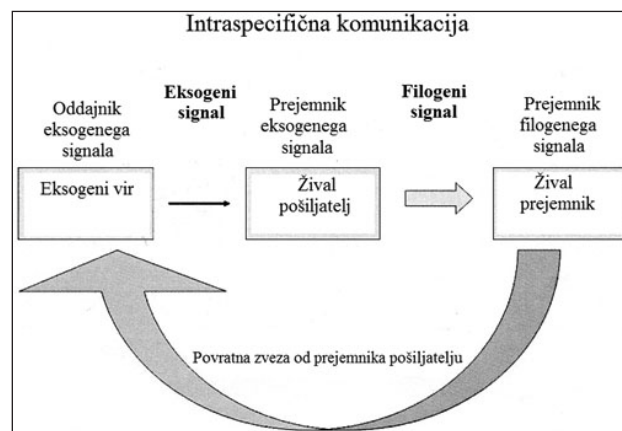 Intraspecifična komunikacija
Oddajnik
eksogenega
signala
Eksogeni
signal
Prejemnik
eksogenega
signala
Filogeni
signal
Prejemnik
filogenega
signala
Eksogeni vir
Žival
pošiljatelj
Žival
prejemnik
Povratna zveza od prejemnika pošiljatelju